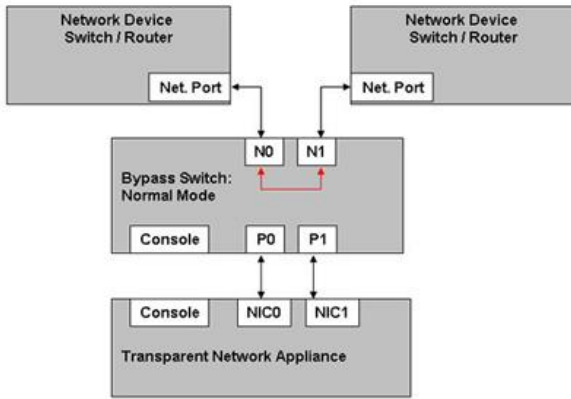 Network Device
Switch / Router
Net. Port
Network Device
Switch / Router
Net. Port
N0
N1
Bypass Switch:
Normal Mode
Console
P0
P1
Console
NIC0
NIC1
Transparent Network Appliance